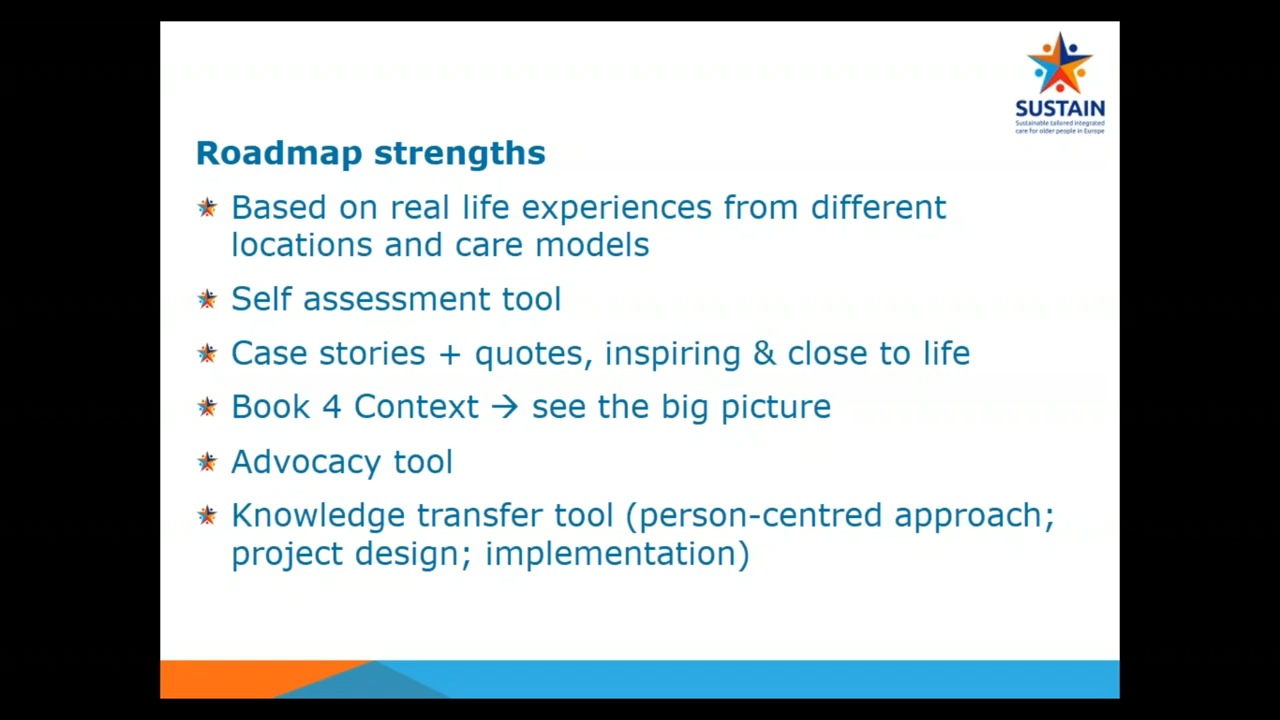 SUSTAIN
Sustainable tailored integrated
care for older people in Europe
Roadmap strengths
Based on real life experiences from different
locations and care models
Self assessment tool
Case stories + quotes, inspiring & close to life
Book 4 Context → see the big picture
Advocacy tool
Knowledge transfer tool (person-centred approach;
project design; implementation)